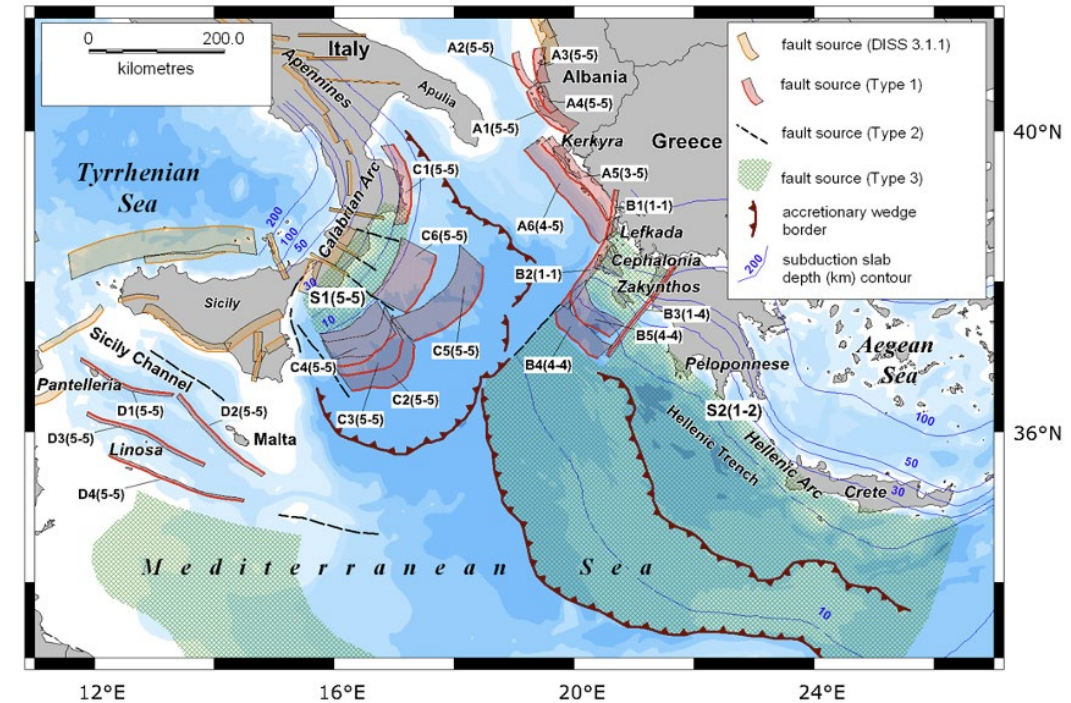 0 200.0
kilometres
fault source (DISS 3.1.1)
fault source (Type 1)
fault source (Type 2)
fault source (Type 3)
accretionary wedge
border
200
subduction slab
depth (km) contour
Italy
Apennines
Apulia
A2(5-5)
A3(5-5)
Albania
A4(5-5)
A1(5-5)
Kerkyra
Greece
40°N
Tyrrhenian
Sea
Calabrian Arc
C1(5-5)
A5(3-5)
B1(1-1)
A6(4-5)
Lefkada
200
100
50
C6(5-5)
Cephalonia
B2(1-1)
Zakynthos
30
S1(5-5)
10
Sicily
B3(1-4)
B5(4-4)
C5(5-5)
B4(4-4)
Peloponnese
Aegean
Sea
C4(5-5)
C2(5-5)
C3(5-5)
Sicily Channel
Pantelleria
D1(5-5)
D2(5-5)
D3(5-5)
Malta
Linosa
D4(5-5)
S2(1-2)
100
36°N
Hellenic Trench
Hellenic Arc
50
Crete
30
Mediterranean Sea
10
12°E 16°E 20°E 24°E